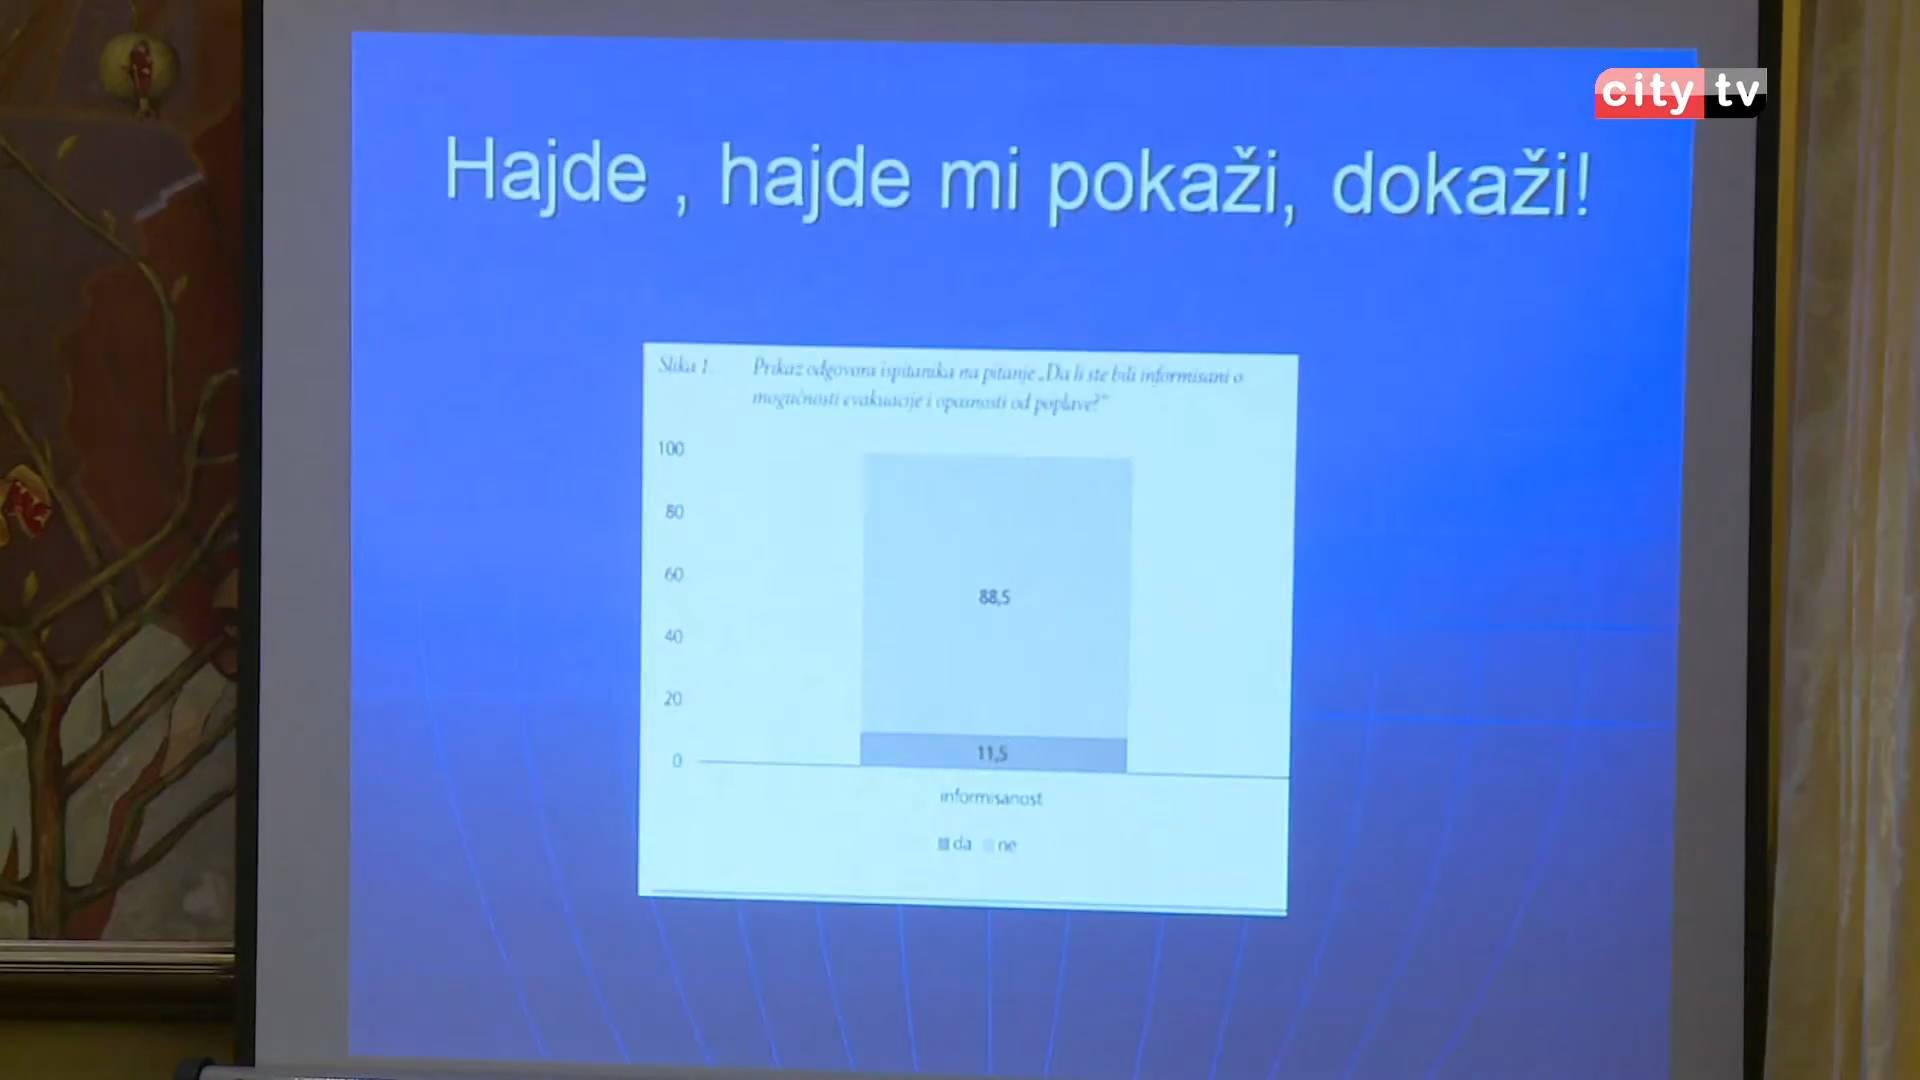 city tv
Hajde , hajde mi pokaži, dokaži!
Slika 1. Prikaz odgovora ispitanika na pitanje „Da li ste bili informisani o
mogućnosti evakuacije i opasnosti od poplave?"
100
80
60
40
20
0
88,5
11,5
informisanost
da ne